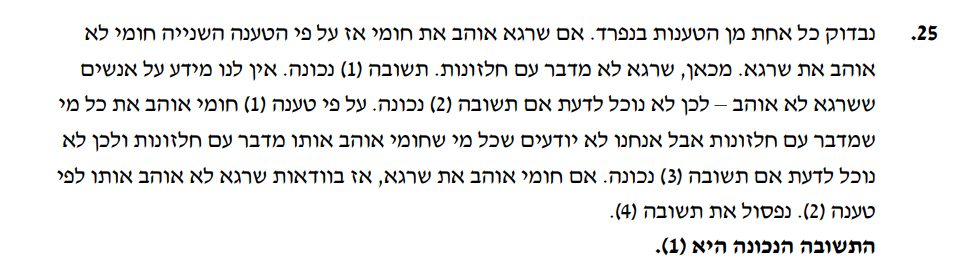 25. נבדוק כל אחת מן הטענות בנפרד. אם שרגא אוהב את חומי אז על פי הטענה השנייה חומי לא
אוהב את שרגא. מכאן, שרגא לא מדבר עם חלזונות. תשובה (1) נכונה. אין לנו מידע על אנשים
ששרגא לא אוהב – לכן לא נוכל לדעת אם תשובה (2) נכונה. על פי טענה (1) חומי אוהב את כל מי
שמדבר עם חלזונות אבל אנחנו לא יודעים שכל מי שחומי אוהב אותו מדבר עם חלזונות ולכן לא
נוכל לדעת אם תשובה (3) נכונה. אם חומי אוהב את שרגא, אז בוודאות שרגא לא אוהב אותו לפי
טענה (2). נפסול את תשובה (4).
התשובה הנכונה היא (1).